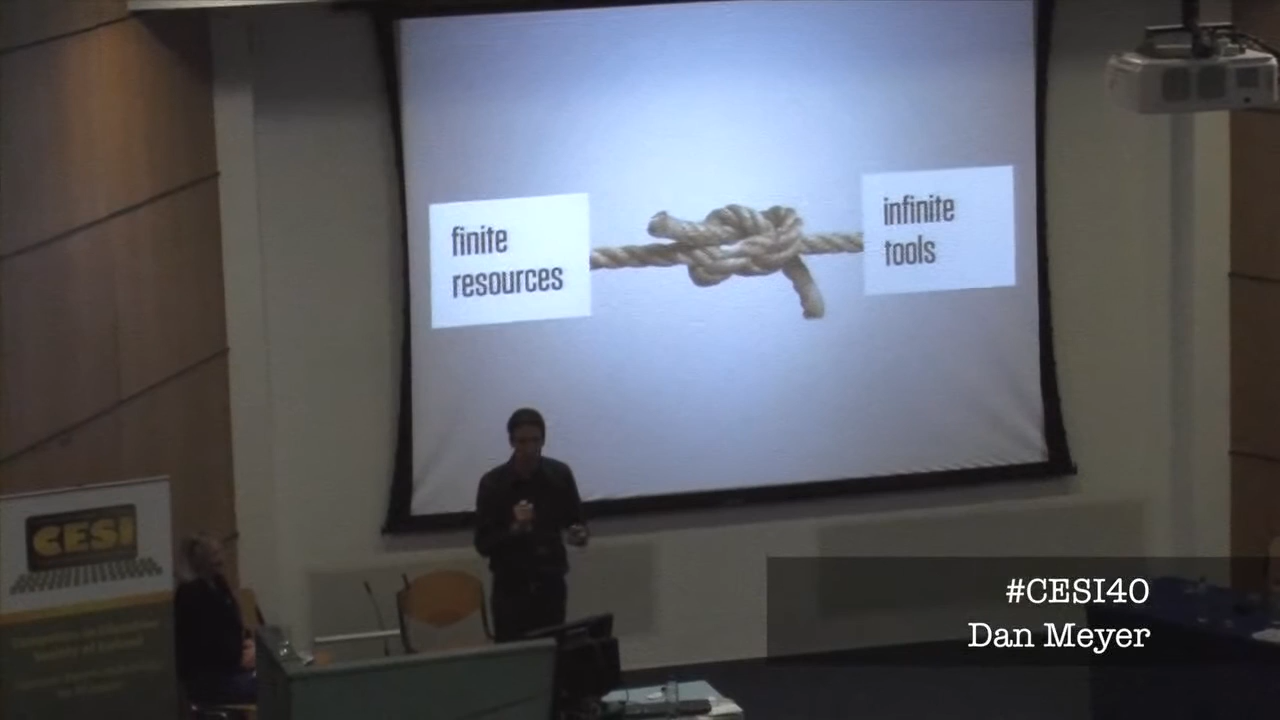 finite
resources
infinite
tools
CESI
#CESI40
Dan Meyer